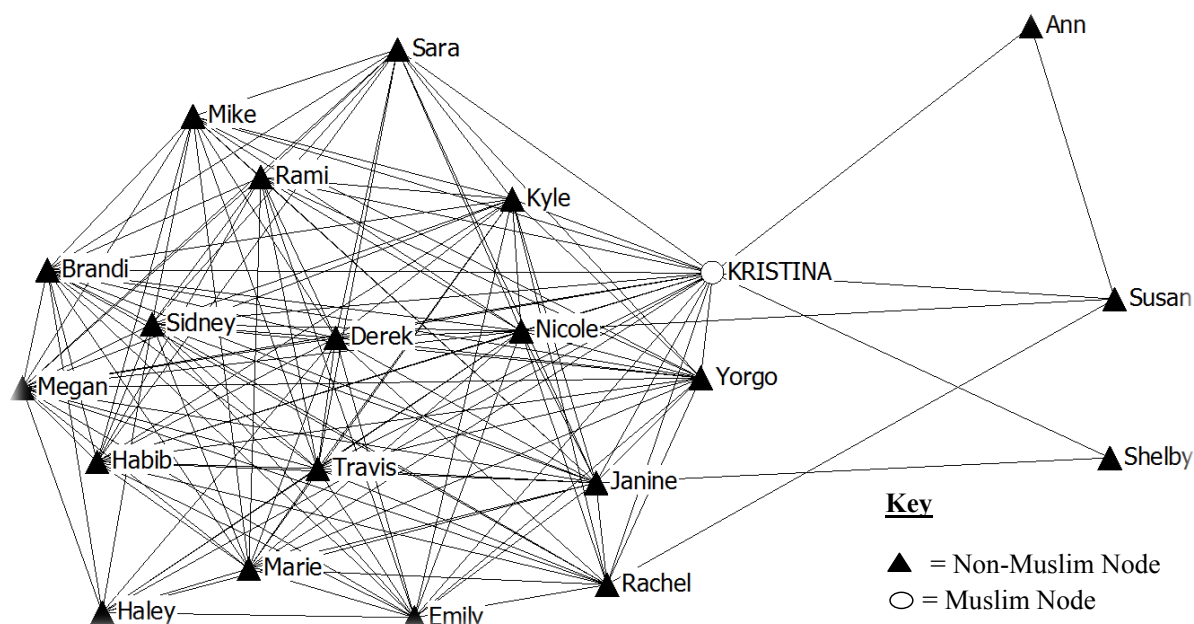 Ann
Sara
Mike
Rami
Kyle
Brandi
KRISTINA
Susan
Sidney
Derek
Nicole
Yorgo
Megan
Habib
Travis
Janine
Shelby
Key
Marie
Rachel
= Non-Muslim Node
Haley
Emily
= Muslim Node